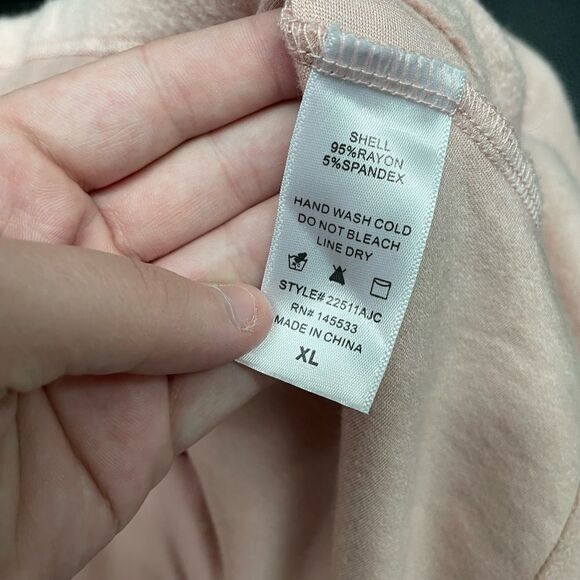 SHELL
95%RAYON
5%SPANDEX
HAND WASH COLD
DO NOT BLEACH
LINE DRY
STYLE# 22511AJC
RN# 145533
MADE IN CHINA
XL